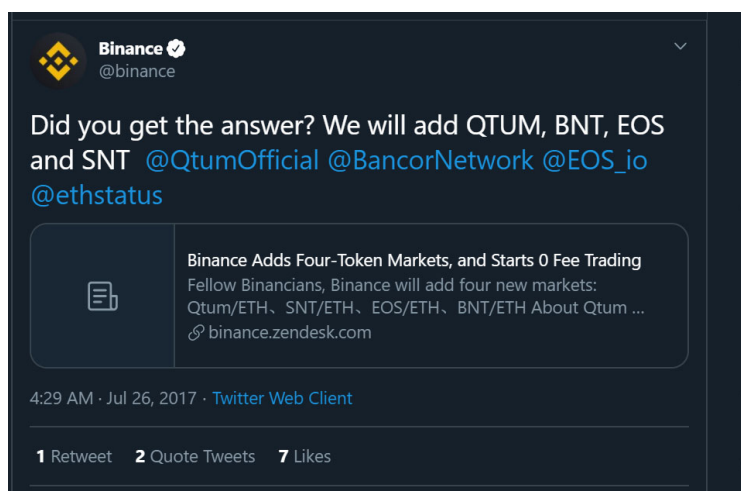 Binance
@binance
Did you get the answer? We will add QTUM, BNT, EOS
and SNT @QtumOfficial @BancorNetwork @EOS_io
@ethstatus
Binance Adds Four-Token Markets, and Starts 0 Fee Trading
Fellow Binancians, Binance will add four new markets:
Qtum/ETH、SNT/ETH、EOS/ETH、BNT/ETH About Qtum ...
binance.zendesk.com
4:29 AM · Jul 26, 2017 · Twitter Web Client
1 Retweet 2 Quote Tweets 7 Likes